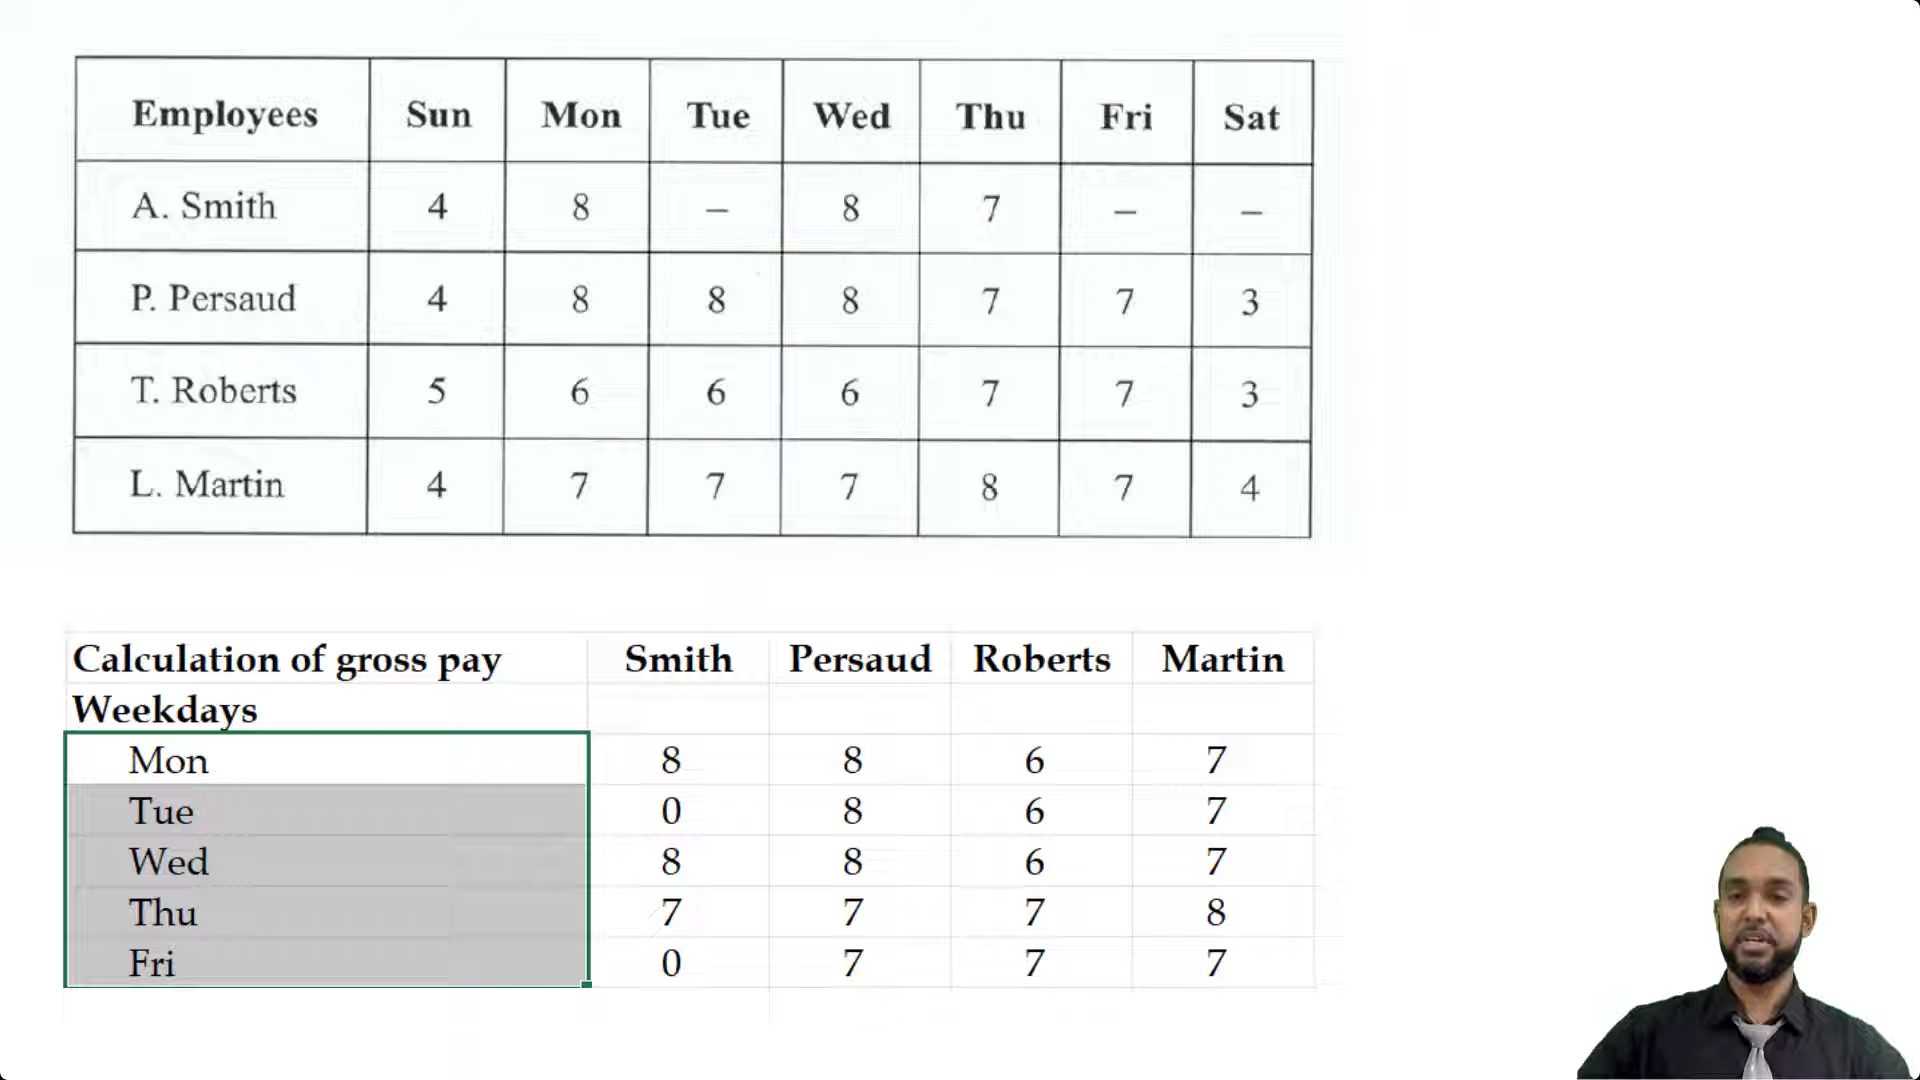 Employees Sun Mon Tue Wed Thu Fri Sat
A. Smith 4 8 – 8 7 – –
P. Persaud 4 8 8 8 7 7 3
T. Roberts 5 6 6 6 7 7 3
L. Martin 4 7 7 7 8 7 4
Calculation of gross pay Smith Persaud Roberts Martin
Weekdays
Mon 8 8 6 7
Tue 0 8 6 7
Wed 8 8 6 7
Thu 7 7 7 8
Fri 0 7 7 7